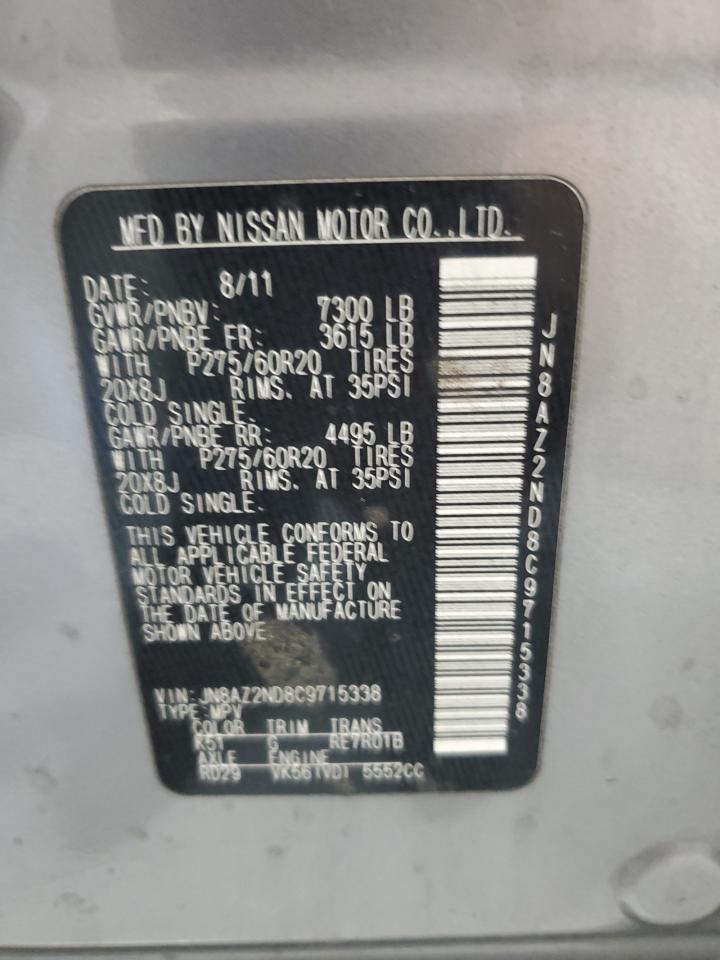 MFD BY NISSAN MOTOR CO.,LTD.
DATE: 8/11
GVWR/PNBV: 7300 LB
GAWR/PNBE FR: 3615 LB
WITH P275/60R20 TIRES
20X8J RIMS, AT 35PSI
COLD SINGLE.
GAWR/PNBE RR: 4495 LB
WITH P275/60R20 TIRES
20X8J RIMS, AT 35PSI
COLD SINGLE.
THIS VEHICLE CONFORMS TO
ALL APPLICABLE FEDERAL
MOTOR VEHICLE SAFETY
STANDARDS IN EFFECT ON
THE DATE OF MANUFACTURE
SHOWN ABOVE.
VIN: JN8AZ2ND8C9715338
TYPE: MPV
COLOR TRIM TRANS
K51 G RE7R01B
AXLE ENGINE
RD29 VK56(VD) 5552CC
JN8AZ2ND8C9715338